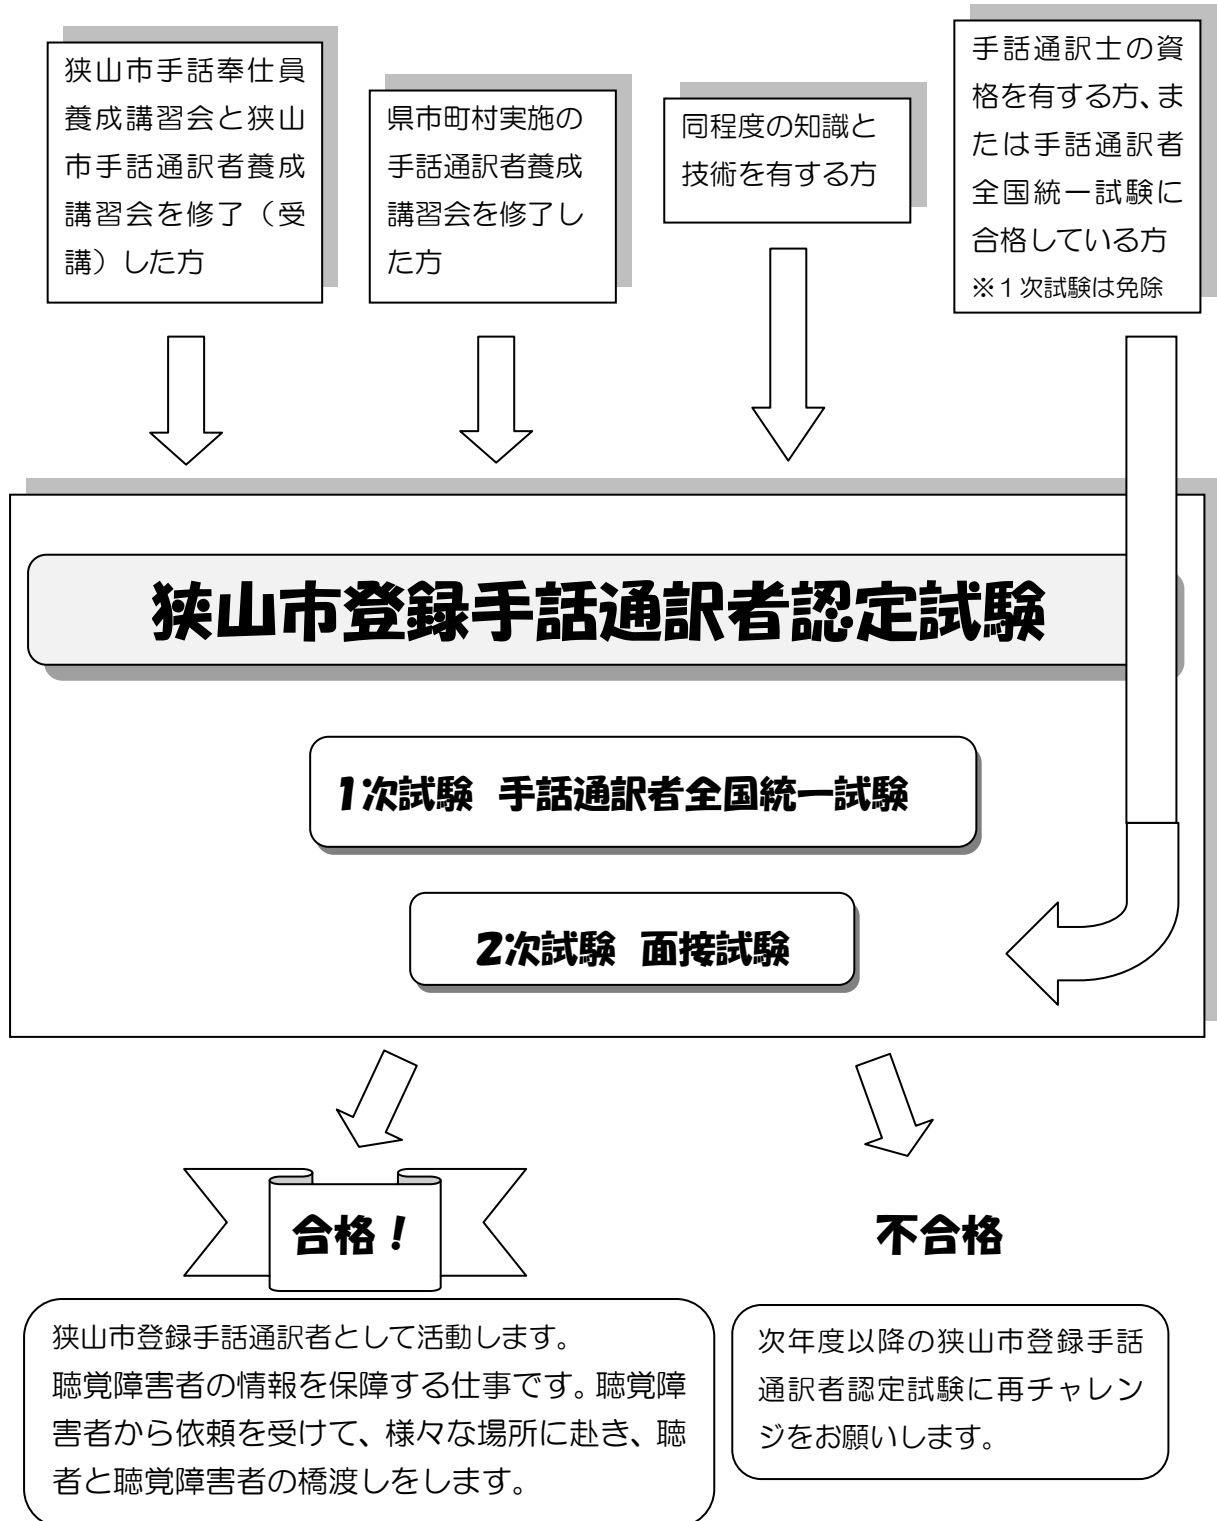 狭山市手話奉仕員
養成講習会と狭山
市手話通訳者養成
講習会を修了（受
講）した方
県市町村実施の
手話通訳者養成
講習会を修了し
た方
同程度の知識と
技術を有する方
手話通訳士の資
格を有する方、ま
たは手話通訳者
全国統一試験に
合格している方
※１次試験は免除
狭山市登録手話通訳者認定試験
1次試験　手話通訳者全国統一試験
2次試験　面接試験
合格！
不合格
狭山市登録手話通訳者として活動します。
聴覚障害者の情報を保障する仕事です。聴覚障
害者から依頼を受けて、様々な場所に赴き、聴
者と聴覚障害者の橋渡しをします。
次年度以降の狭山市登録手話
通訳者認定試験に再チャレン
ジをお願いします。